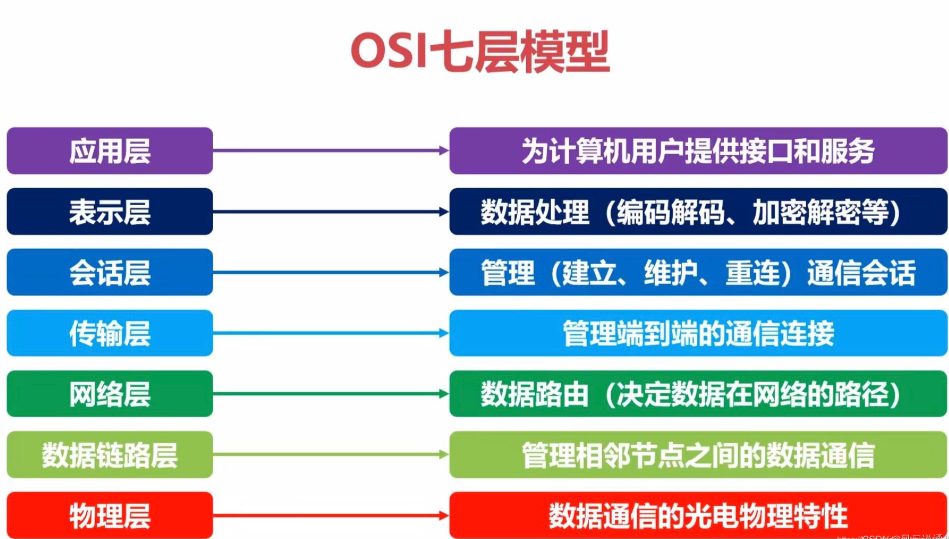 OSI七层模型
应用层
为计算机用户提供接口和服务
表示层
数据处理（编码解码、加密解密等）
会话层
管理（建立、维护、重连）通信会话
传输层
管理端到端的通信连接
网络层
数据路由（决定数据在网络的路径）
数据链路层
管理相邻节点之间的数据通信
物理层
数据通信的光电物理特性